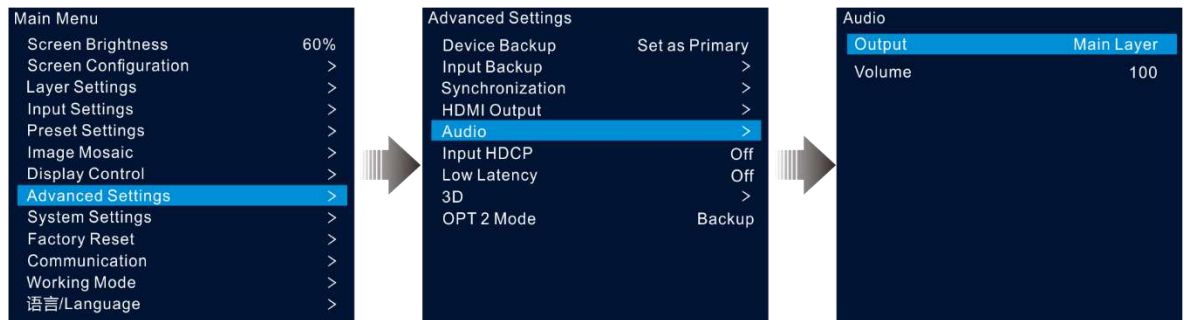 Main Menu
Screen Brightness 60%
Screen Configuration >
Layer Settings >
Input Settings >
Preset Settings >
Image Mosaic >
Display Control >
Advanced Settings >
System Settings >
Factory Reset >
Communication >
Working Mode >
语言/Language >
Advanced Settings
Device Backup Set as Primary
Input Backup >
Synchronization >
HDMI Output >
Audio >
Input HDCP Off
Low Latency Off
3D >
OPT 2 Mode Backup
Audio
Output Main Layer
Volume 100